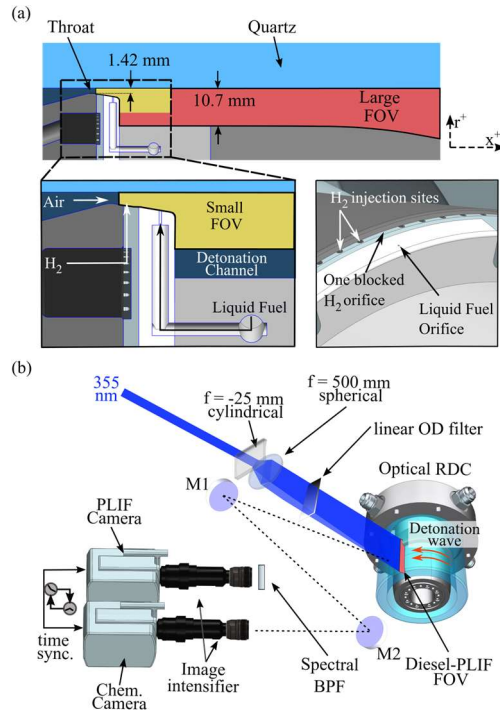 (a)
Throat
Quartz
1.42 mm
10.7 mm
Large
FOV
r+
x+
Air
H2
Small
FOV
Detonation
Channel
Liquid Fuel
H2 injection sites
One blocked
H2 orifice
Liquid Fuel
Orifice
(b)
355
nm
f = -25 mm
cylindrical
f = 500 mm
spherical
linear OD filter
M1
Optical RDC
PLIF
Camera
Detonation
wave
time
sync.
Chem.
Camera
Image
intensifier
Spectral
BPF
M2
Diesel-PLIF
FOV